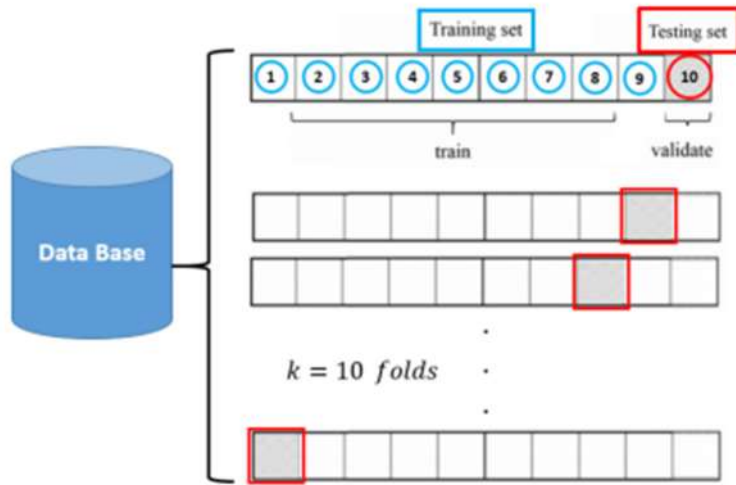 Training set
Testing set
1 2 3 4 5 6 7 8 9 10
train
validate
Data Base
k = 10 folds